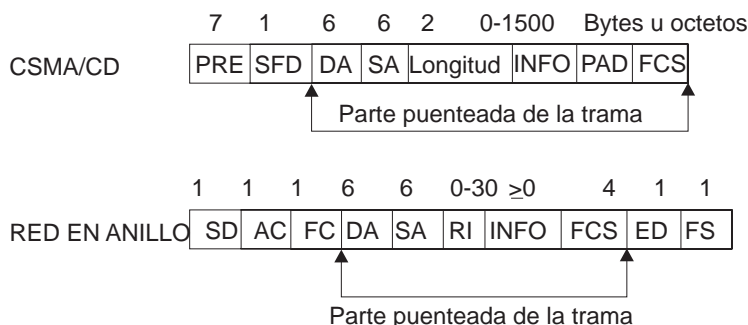 7 1 6 6 2 0-1500 Bytes u octetos
CSMA/CD PRE SFD DA SA Longitud INFO PAD FCS
Parte puenteada de la trama
1 1 1 6 6 0-30 ≥0 4 1 1
RED EN ANILLO SD AC FC DA SA RI INFO FCS ED FS
Parte puenteada de la trama